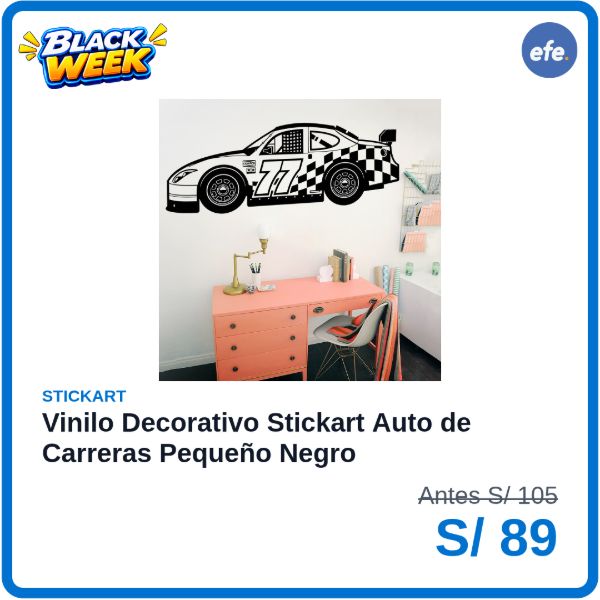 BLACK
WEEK
efe.
77
STICKART
Vinilo Decorativo Stickart Auto de
Carreras Pequeño Negro
Antes S/ 105
S/ 89